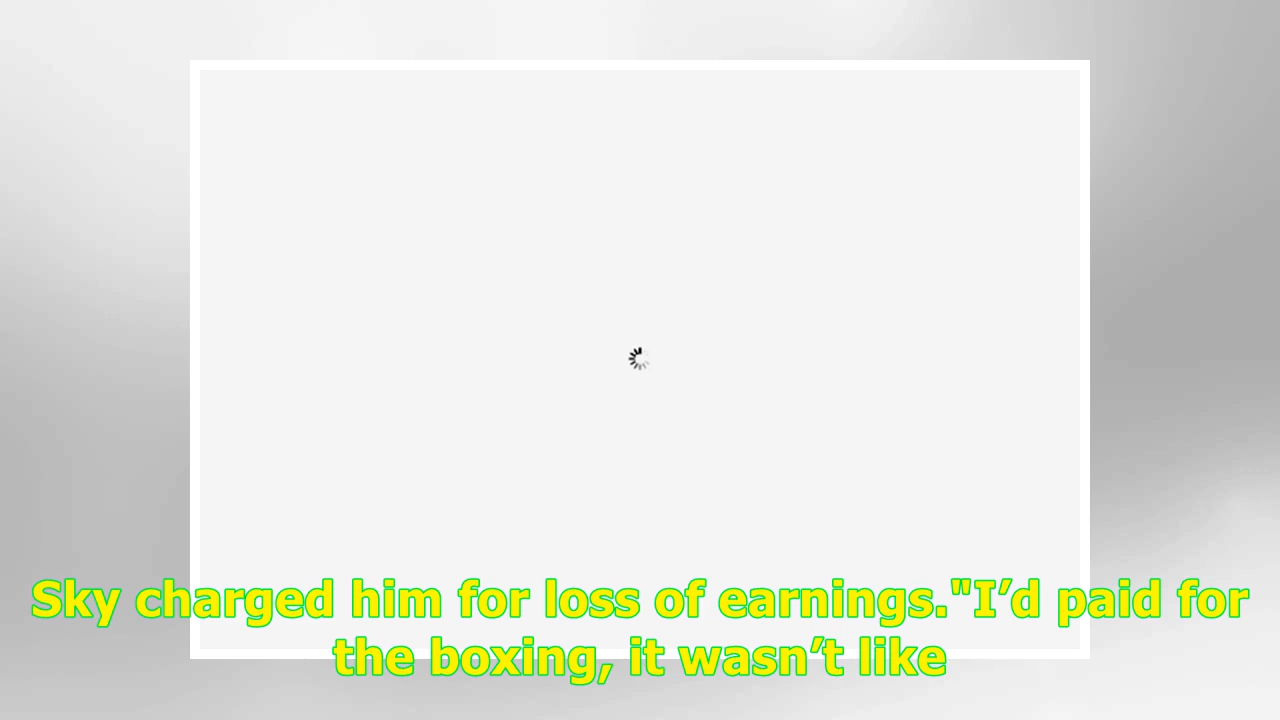 Sky charged him for loss of earnings."I’d paid for
the boxing, it wasn’t like